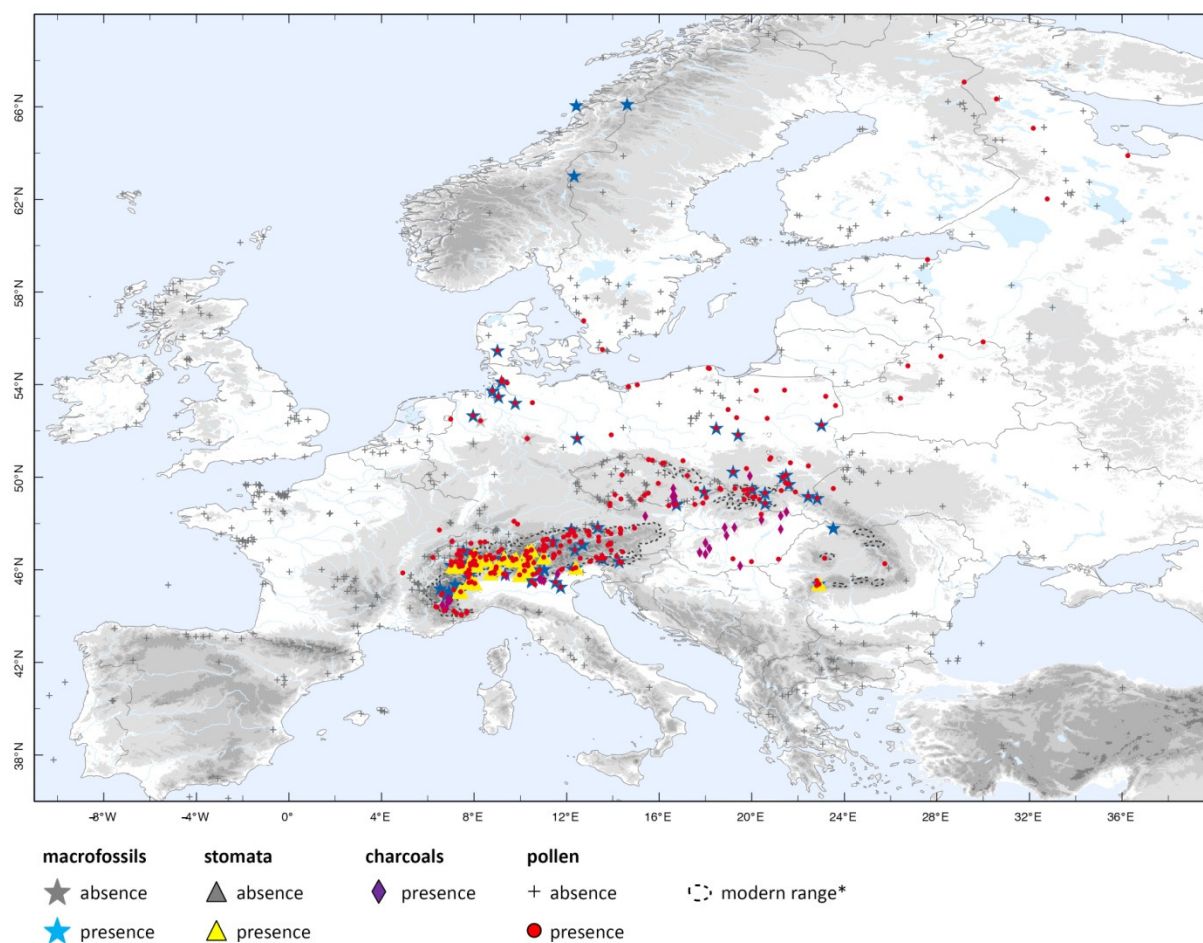 66°N
62°N
58°N
54°N
50°N
46°N
42°N
38°N
8°W 4°W 0° 4°E 8°E 12°E 16°E 20°E 24°E 28°E 32°E 36°E
macrofossils stomata charcoals pollen
absence absence presence absence modern range*
presence presence presence